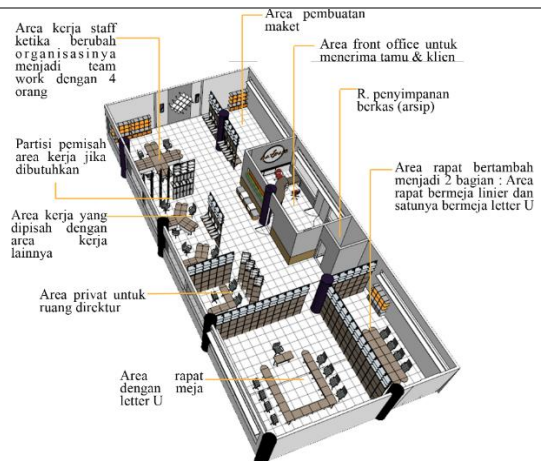 Area kerja staff
ketika berubah
organisasinya
menjadi team
work dengan 4
orang
Area pembuatan
maket
Area front office untuk
menerima tamu & klien
R. penyimpanan
berkas (arsip)
Partisi pemisah
area kerja jika
dibutuhkan
Area rapat bertambah
menjadi 2 bagian : Area
rapat bermeja linier dan
satunya bermeja letter U
Area kerja yang
dipisah dengan
area kerja
lainnya
Area privat untuk
ruang direktur
Area rapat
dengan meja
letter U